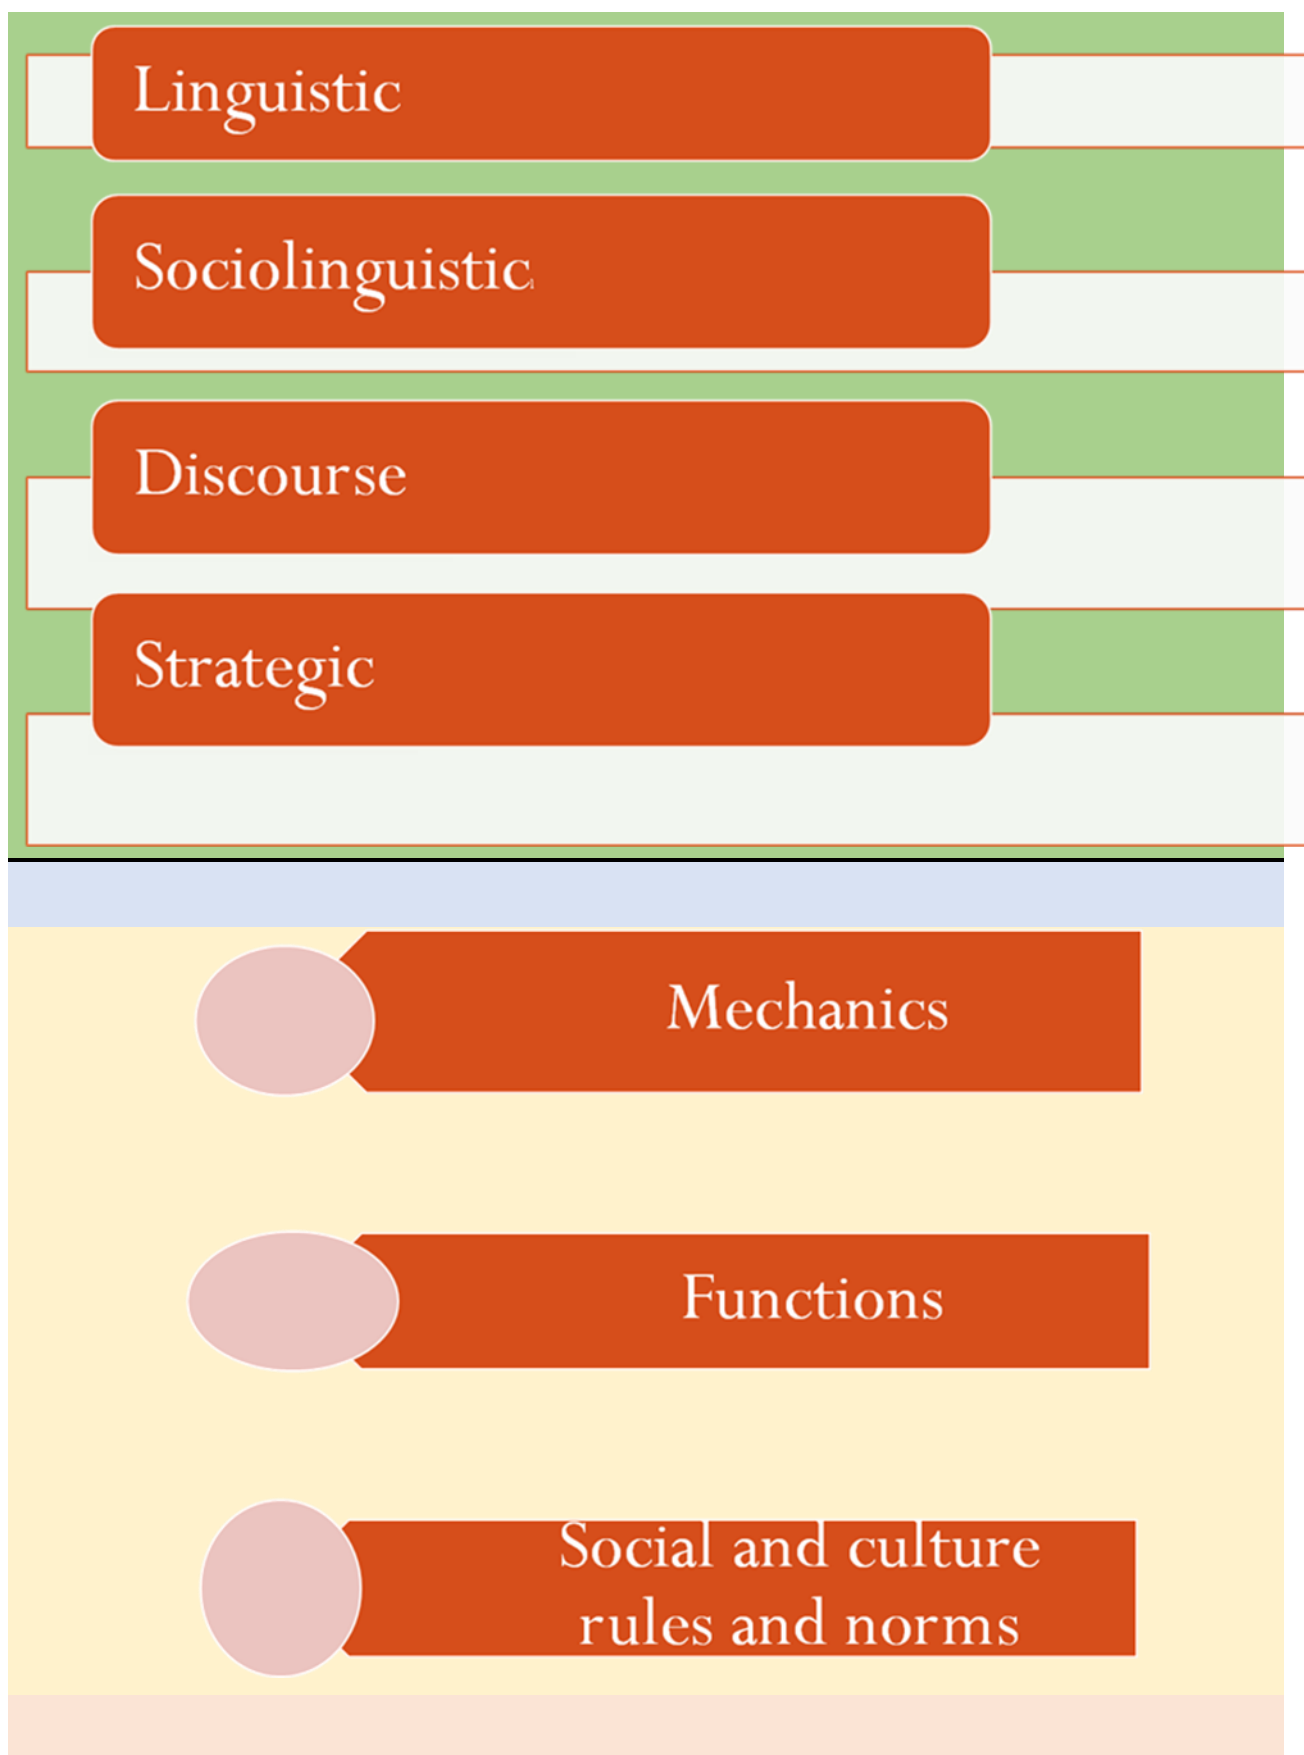 Linguistic
Sociolinguistic
Discourse
Strategic
Mechanics
Functions
Social and culture
rules and norms